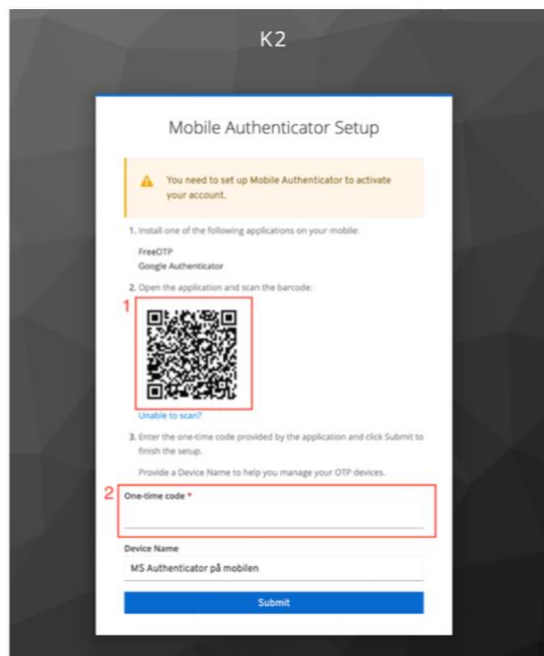 K2
Mobile Authenticator Setup
You need to set up Mobile Authenticator to activate
your account.
1. Install one of the following applications on your mobile:
FreeOTP
Google Authenticator
2. Open the application and scan the barcode:
1
Unable to scan?
3. Enter the one-time code provided by the application and click Submit to
finish the setup.
Provide a Device Name to help you manage your OTP devices.
2
One-time code *
Device Name
MS Authenticator på mobilen
Submit